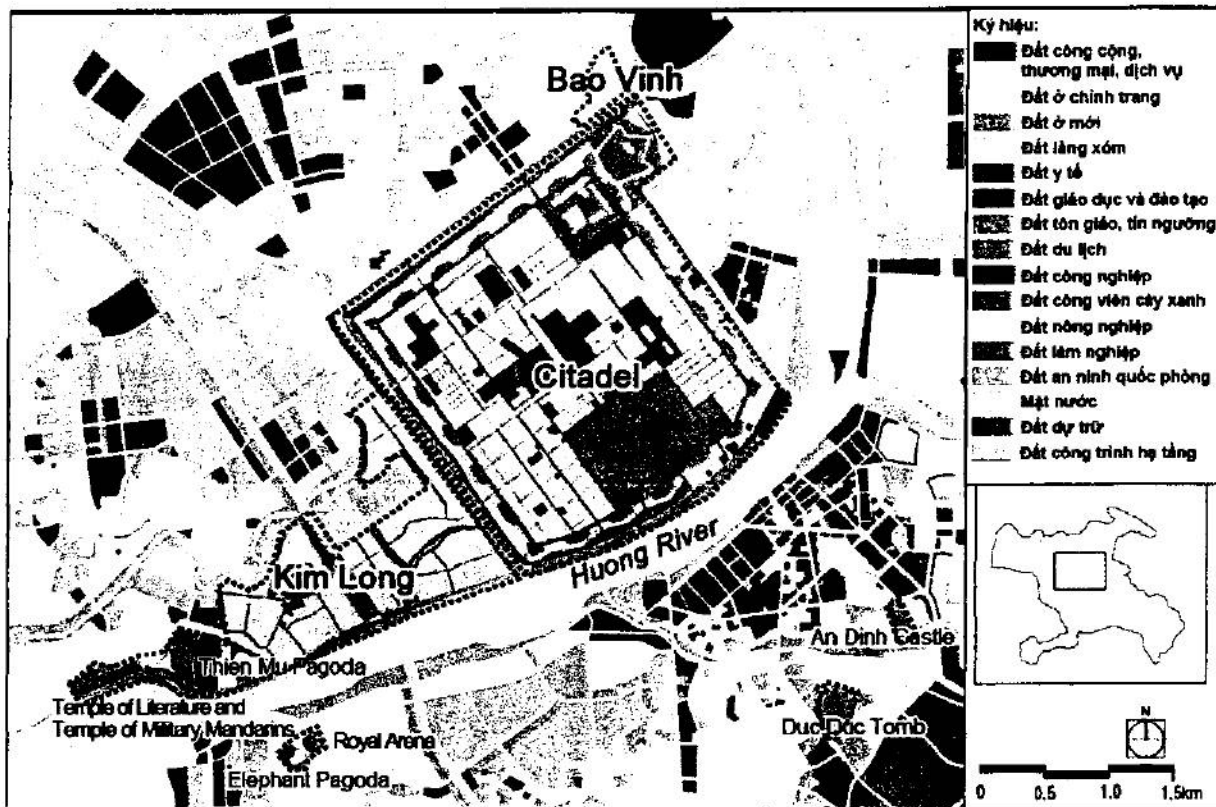 Bao Vinh
Citadel
Huong River
Kim Long
An Dinh Castle
Thien Mu Pagoda
Temple of Literature and
Temple of Military Mandarins
Royal Arena
Duc Doc Tomb
Elephant Pagoda
Ký hiệu:
Đất công cộng,
thương mại, dịch vụ
Đất ở chỉnh trang
Đất ở mới
Đất làng xóm
Đất y tế
Đất giáo dục và đào tạo
Đất tôn giáo, tín ngưỡng
Đất du lịch
Đất công nghiệp
Đất công viên cây xanh
Đất nông nghiệp
Đất lâm nghiệp
Đất an ninh quốc phòng
Mặt nước
Đất dự trữ
Đất công trình hạ tầng
N
0 0.5 1.0 1.5km